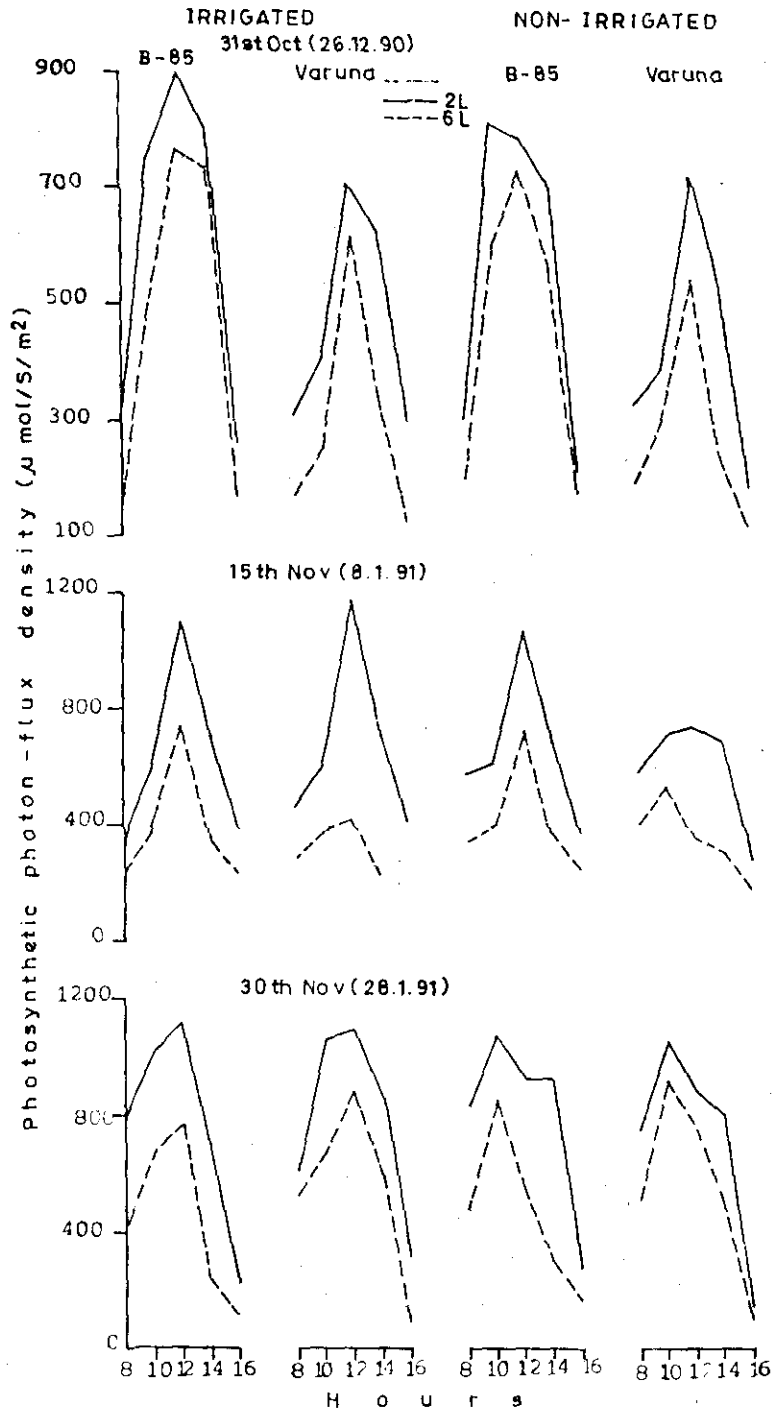 IRRIGATED NON-IRRIGATED
31st Oct (26.12.90)
B-85 Varuna B-85 Varuna
2L
6L
900
700
500
300
100
15th Nov (8.1.91)
1200
800
400
0
30th Nov (28.1.91)
1200
800
400
0
8 10 12 14 16 8 10 12 14 16 8 10 12 14 16 8 10 12 14 16
Hours
Photosynthetic photon-flux density (µ mol/S/m²)